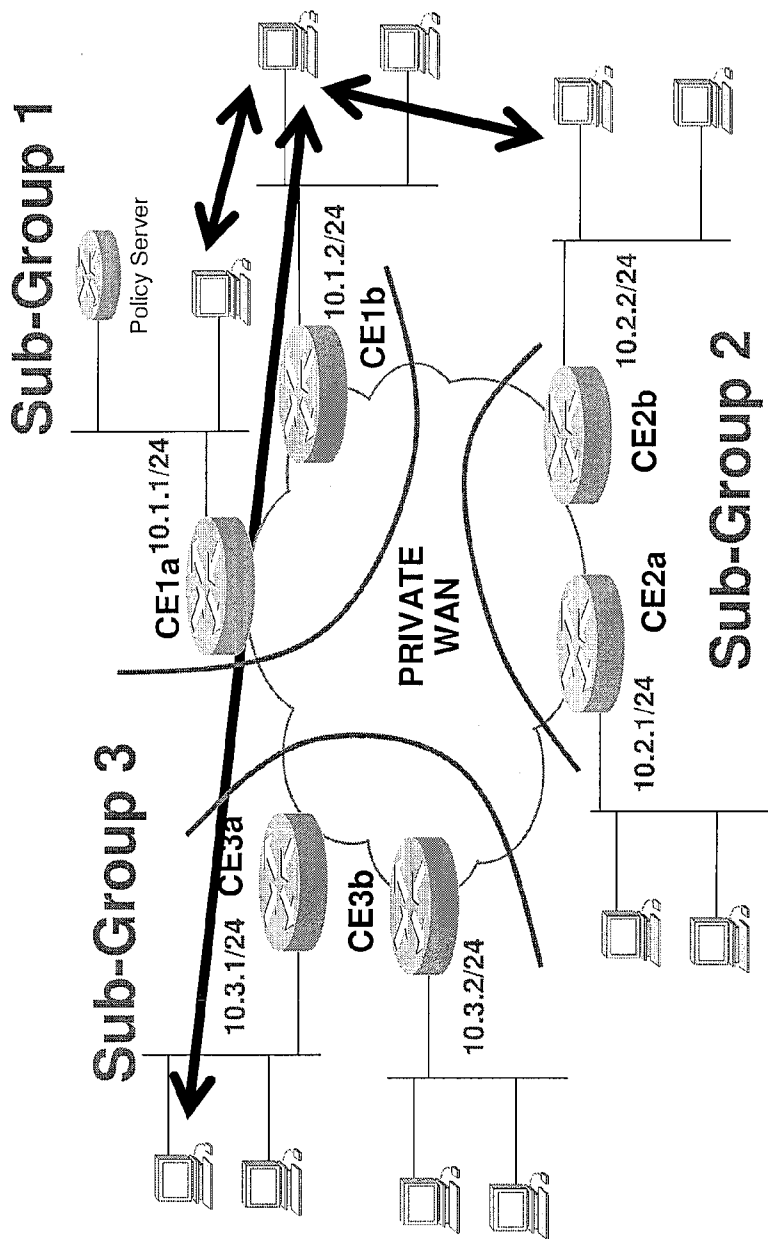 Sub-Group 1
Sub-Group 3
Policy Server
CE1a
10.1.1/24
10.1.2/24
CE1b
CE3a
10.3.1/24
CE3b
10.3.2/24
PRIVATE
WAN
CE2a
10.2.1/24
CE2b
10.2.2/24
Sub-Group 2